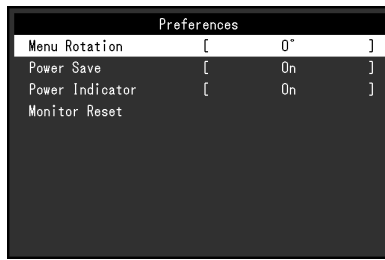 Preferences
Menu Rotation [ 0° ]
Power Save [ On ]
Power Indicator [ On ]
Monitor Reset